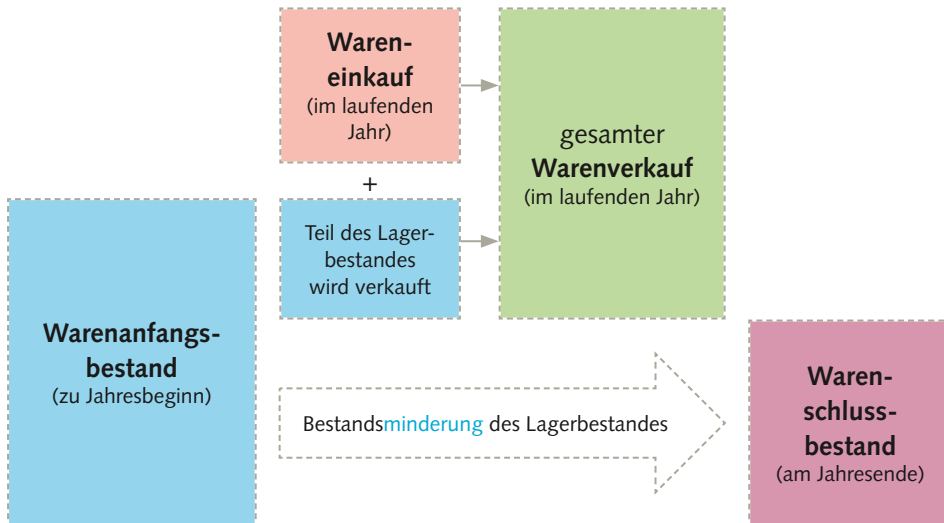 Waren-
einkauf
(im laufenden
Jahr)
+
Teil des Lager-
bestandes
wird verkauft
gesamter
Warenverkauf
(im laufenden Jahr)
Warenanfangs-
bestand
(zu Jahresbeginn)
Bestandsminderung des Lagerbestandes
Waren-
schluss-
bestand
(am Jahresende)